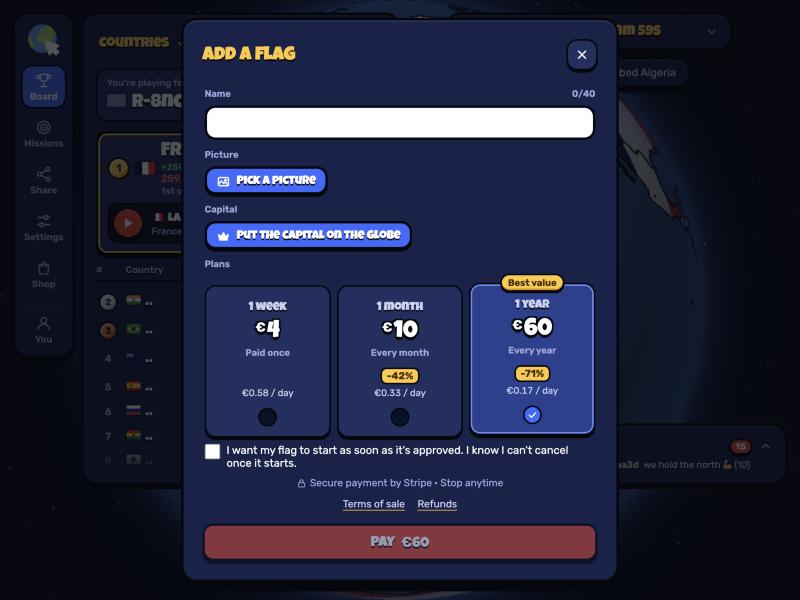 COUNTRIES
am 59s
Board
Missions
Share
Settings
Shop
You
You're playing fo
R-8n
bed Algeria
1
FR
+259
259,
1st
LA
France
# Country
2
3
4
5
6
7
8
15
aa3d we hold the north 💪 (10)
ADD A FLAG
Name 0/40
Picture
PICK A PICTURE
Capital
PUT THE CAPITAL ON THE GLOBE
Plans
Best value
1 WEEK
€4
Paid once
€0.58 / day
1 MONTH
€10
Every month
-42%
€0.33 / day
1 YEAR
€60
Every year
-71%
€0.17 / day
I want my flag to start as soon as it's approved. I know I can't cancel
once it starts.
Secure payment by Stripe • Stop anytime
Terms of sale Refunds
PAY €60